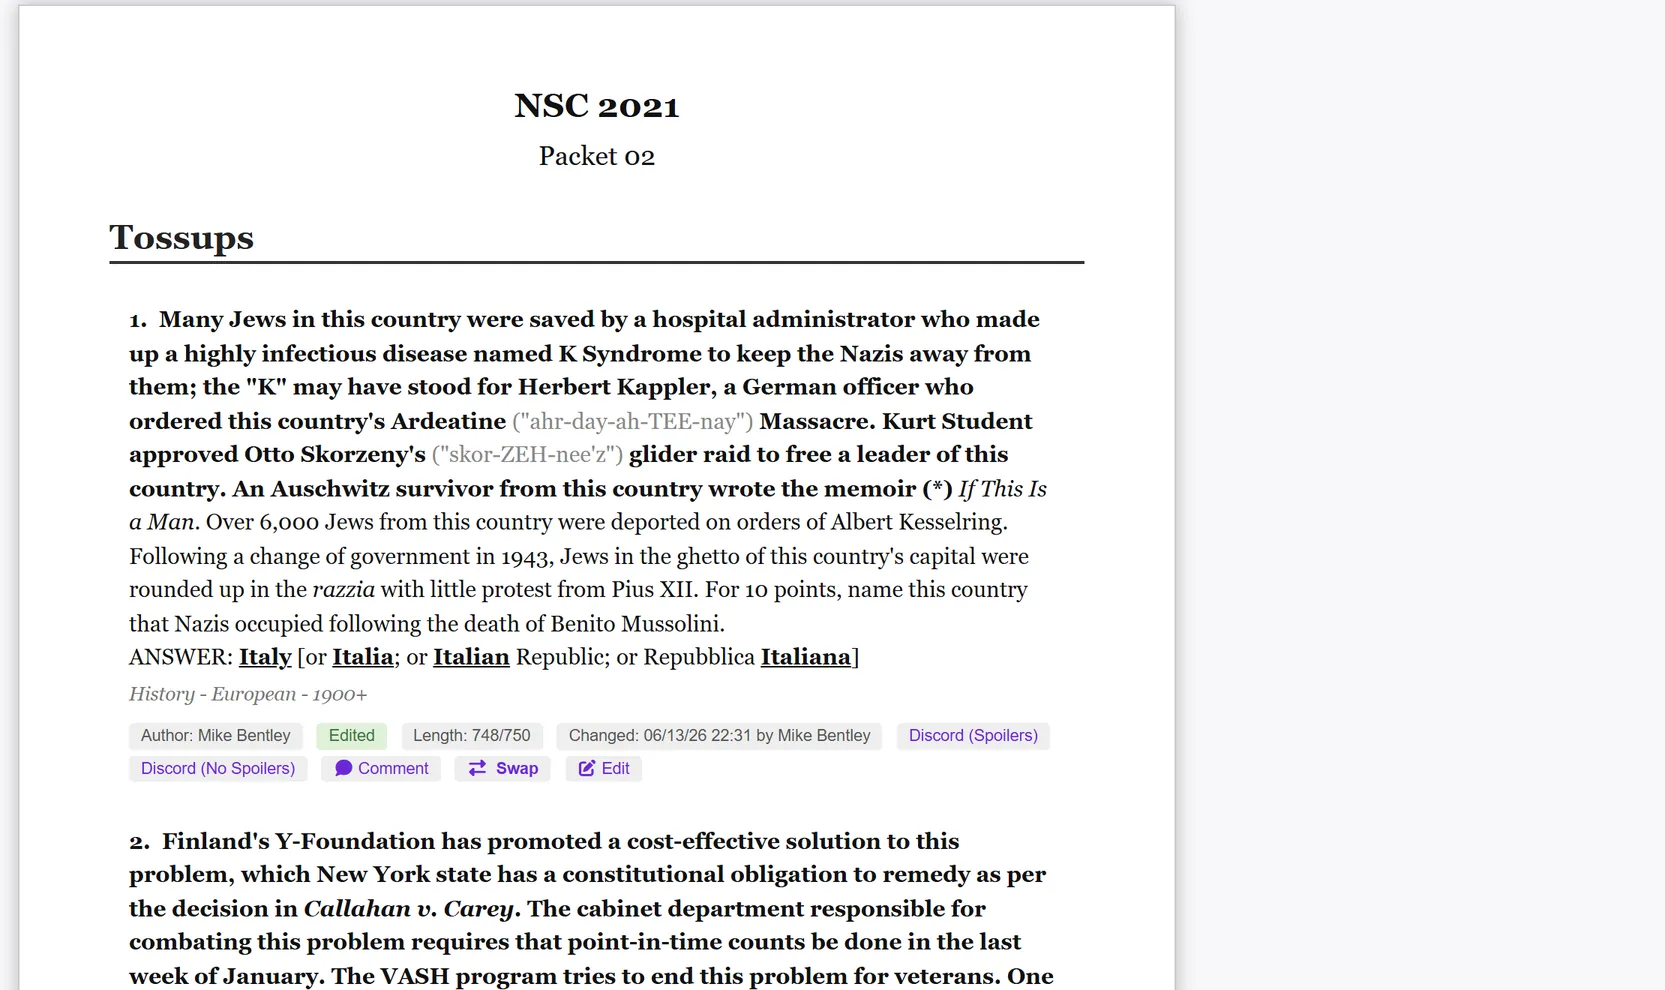 NSC 2021
Packet 02
Tossups
1. Many Jews in this country were saved by a hospital administrator who made
up a highly infectious disease named K Syndrome to keep the Nazis away from
them; the "K" may have stood for Herbert Kappler, a German officer who
ordered this country's Ardeatine ("ahr-day-ah-TEE-nay") Massacre. Kurt Student
approved Otto Skorzeny's ("skor-ZEH-nee'z") glider raid to free a leader of this
country. An Auschwitz survivor from this country wrote the memoir (*) If This Is
a Man. Over 6,000 Jews from this country were deported on orders of Albert Kesselring.
Following a change of government in 1943, Jews in the ghetto of this country's capital were
rounded up in the razzia with little protest from Pius XII. For 10 points, name this country
that Nazis occupied following the death of Benito Mussolini.
ANSWER: Italy [or Italia; or Italian Republic; or Repubblica Italiana]
History - European - 1900+
Author: Mike Bentley Edited Length: 748/750 Changed: 06/13/26 22:31 by Mike Bentley Discord (Spoilers)
Discord (No Spoilers) Comment Swap Edit
2. Finland's Y-Foundation has promoted a cost-effective solution to this
problem, which New York state has a constitutional obligation to remedy as per
the decision in Callahan v. Carey. The cabinet department responsible for
combating this problem requires that point-in-time counts be done in the last
week of January. The VASH program tries to end this problem for veterans. One